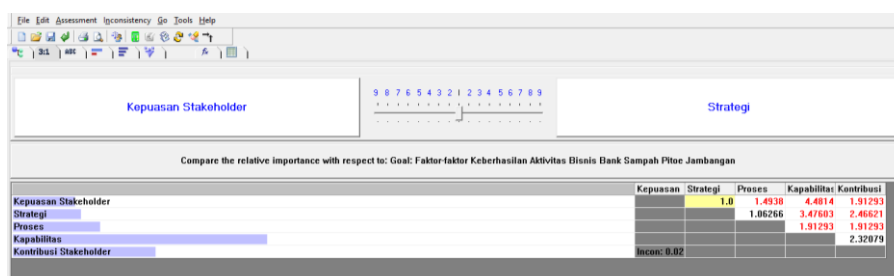 File Edit Assessment Inconsistency Go Tools Help
3:1 ABC
Kepuasan Stakeholder
9 8 7 6 5 4 3 2 1 2 3 4 5 6 7 8 9
Strategi
Compare the relative importance with respect to: Goal: Faktor-faktor Keberhasilan Aktivitas Bisnis Bank Sampah Pitoe Jambangan
Kepuasan Strategi Proses Kapabilitas Kontribusi
Kepuasan Stakeholder 1.0 1.4938 4.4814 1.91293
Strategi 1.06266 3.47603 2.46621
Proses 1.91293 1.91293
Kapabilitas 2.32079
Kontribusi Stakeholder Incon: 0.02